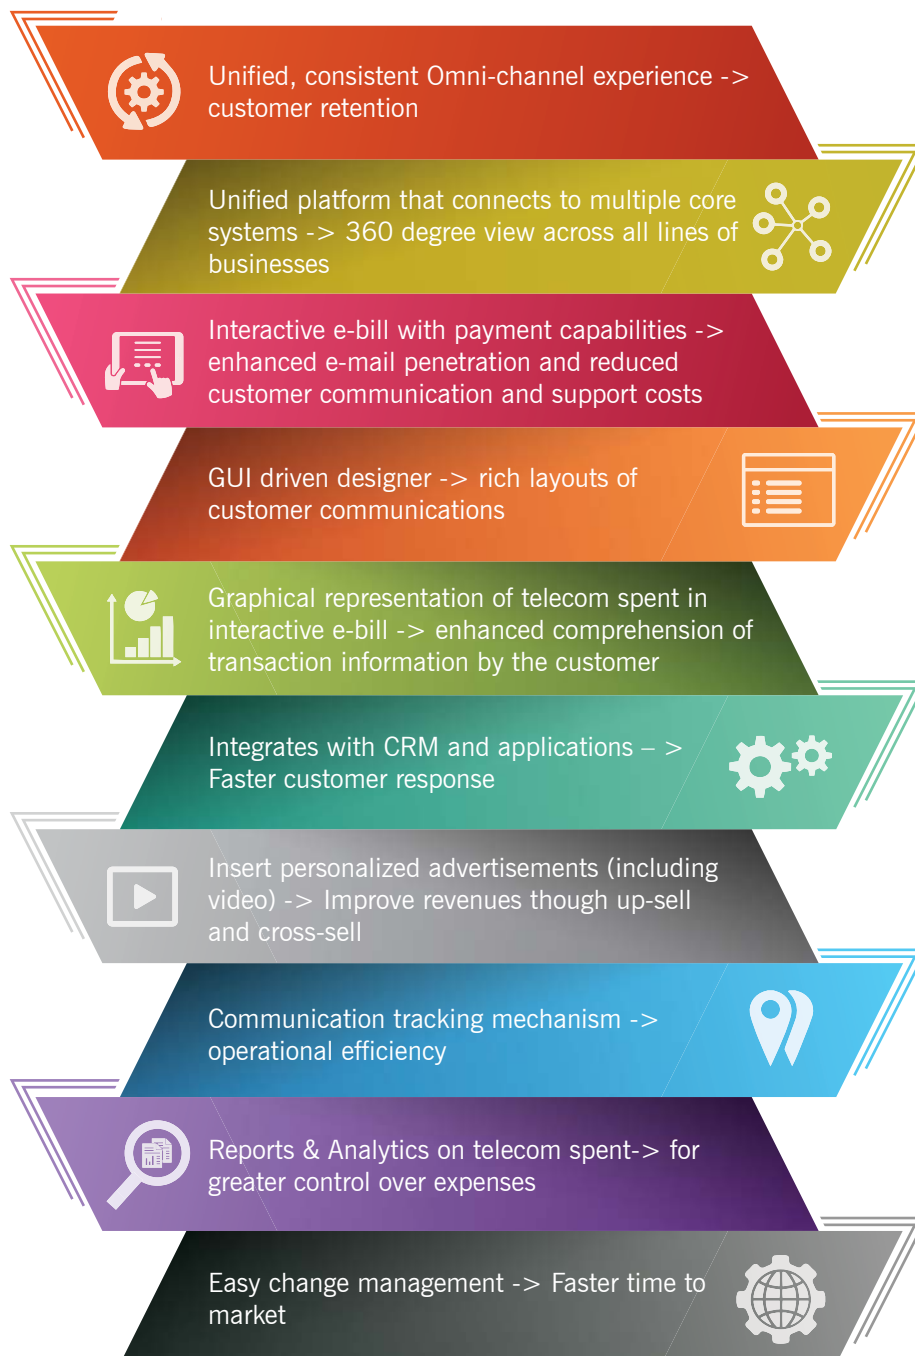 Unified, consistent Omni-channel experience ->
customer retention
Unified platform that connects to multiple core
systems -> 360 degree view across all lines of
businesses
Interactive e-bill with payment capabilities ->
enhanced e-mail penetration and reduced
customer communication and support costs
GUI driven designer -> rich layouts of
customer communications
Graphical representation of telecom spent in
interactive e-bill -> enhanced comprehension of
transaction information by the customer
Integrates with CRM and applications – >
Faster customer response
Insert personalized advertisements (including
video) -> Improve revenues though up-sell
and cross-sell
Communication tracking mechanism ->
operational efficiency
Reports & Analytics on telecom spent-> for
greater control over expenses
Easy change management -> Faster time to
market